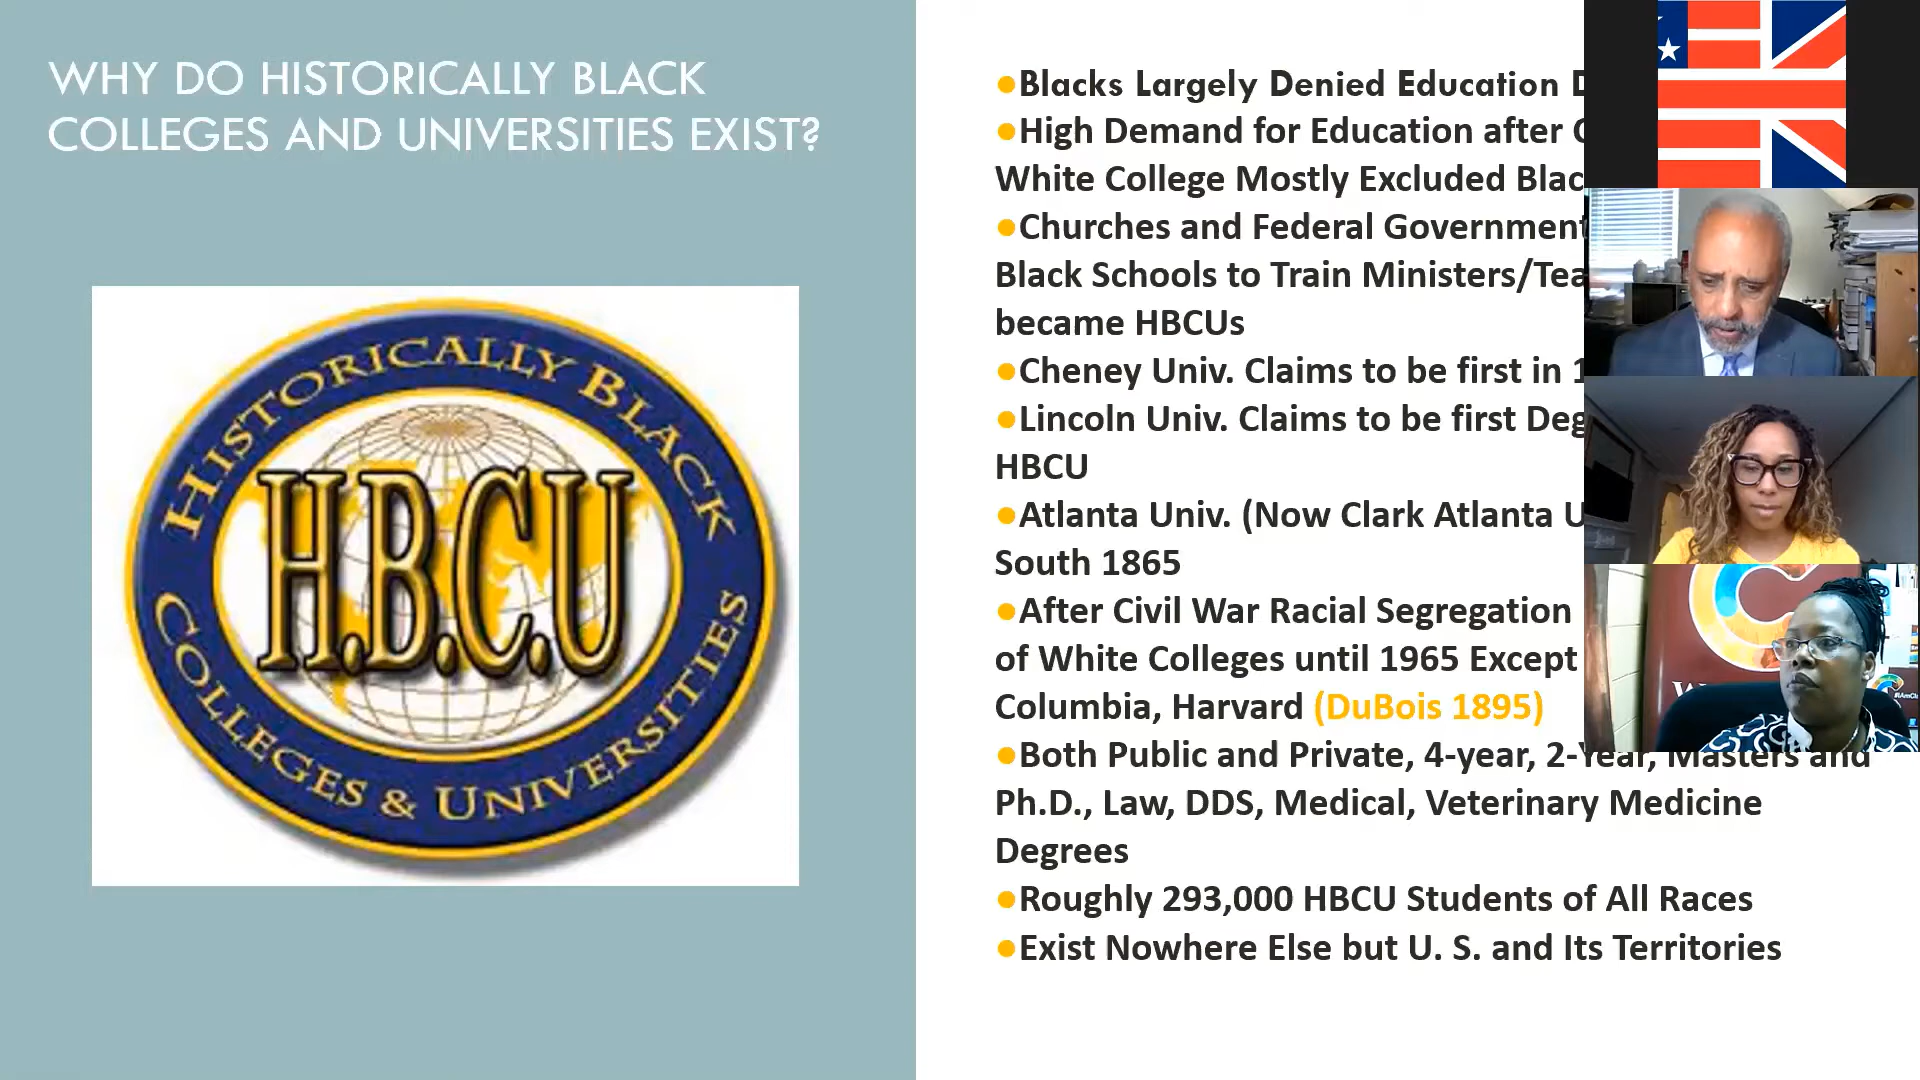 WHY DO HISTORICALLY BLACK
COLLEGES AND UNIVERSITIES EXIST?
HISTORICALLY BLACK
H.B.C.U
COLLEGES & UNIVERSITIES
●Blacks Largely Denied Education
●High Demand for Education after
White College Mostly Excluded
●Churches and Federal Government
Black Schools to Train Ministers/
became HBCUs
●Cheney Univ. Claims to be first in
●Lincoln Univ. Claims to be first
HBCU
●Atlanta Univ. (Now Clark Atlanta
South 1865
●After Civil War Racial Segregation
of White Colleges until 1965 Except
Columbia, Harvard (DuBois 1895)
●Both Public and Private, 4-year, 2-Year, Masters and
Ph.D., Law, DDS, Medical, Veterinary Medicine
Degrees
●Roughly 293,000 HBCU Students of All Races
●Exist Nowhere Else but U. S. and Its Territories